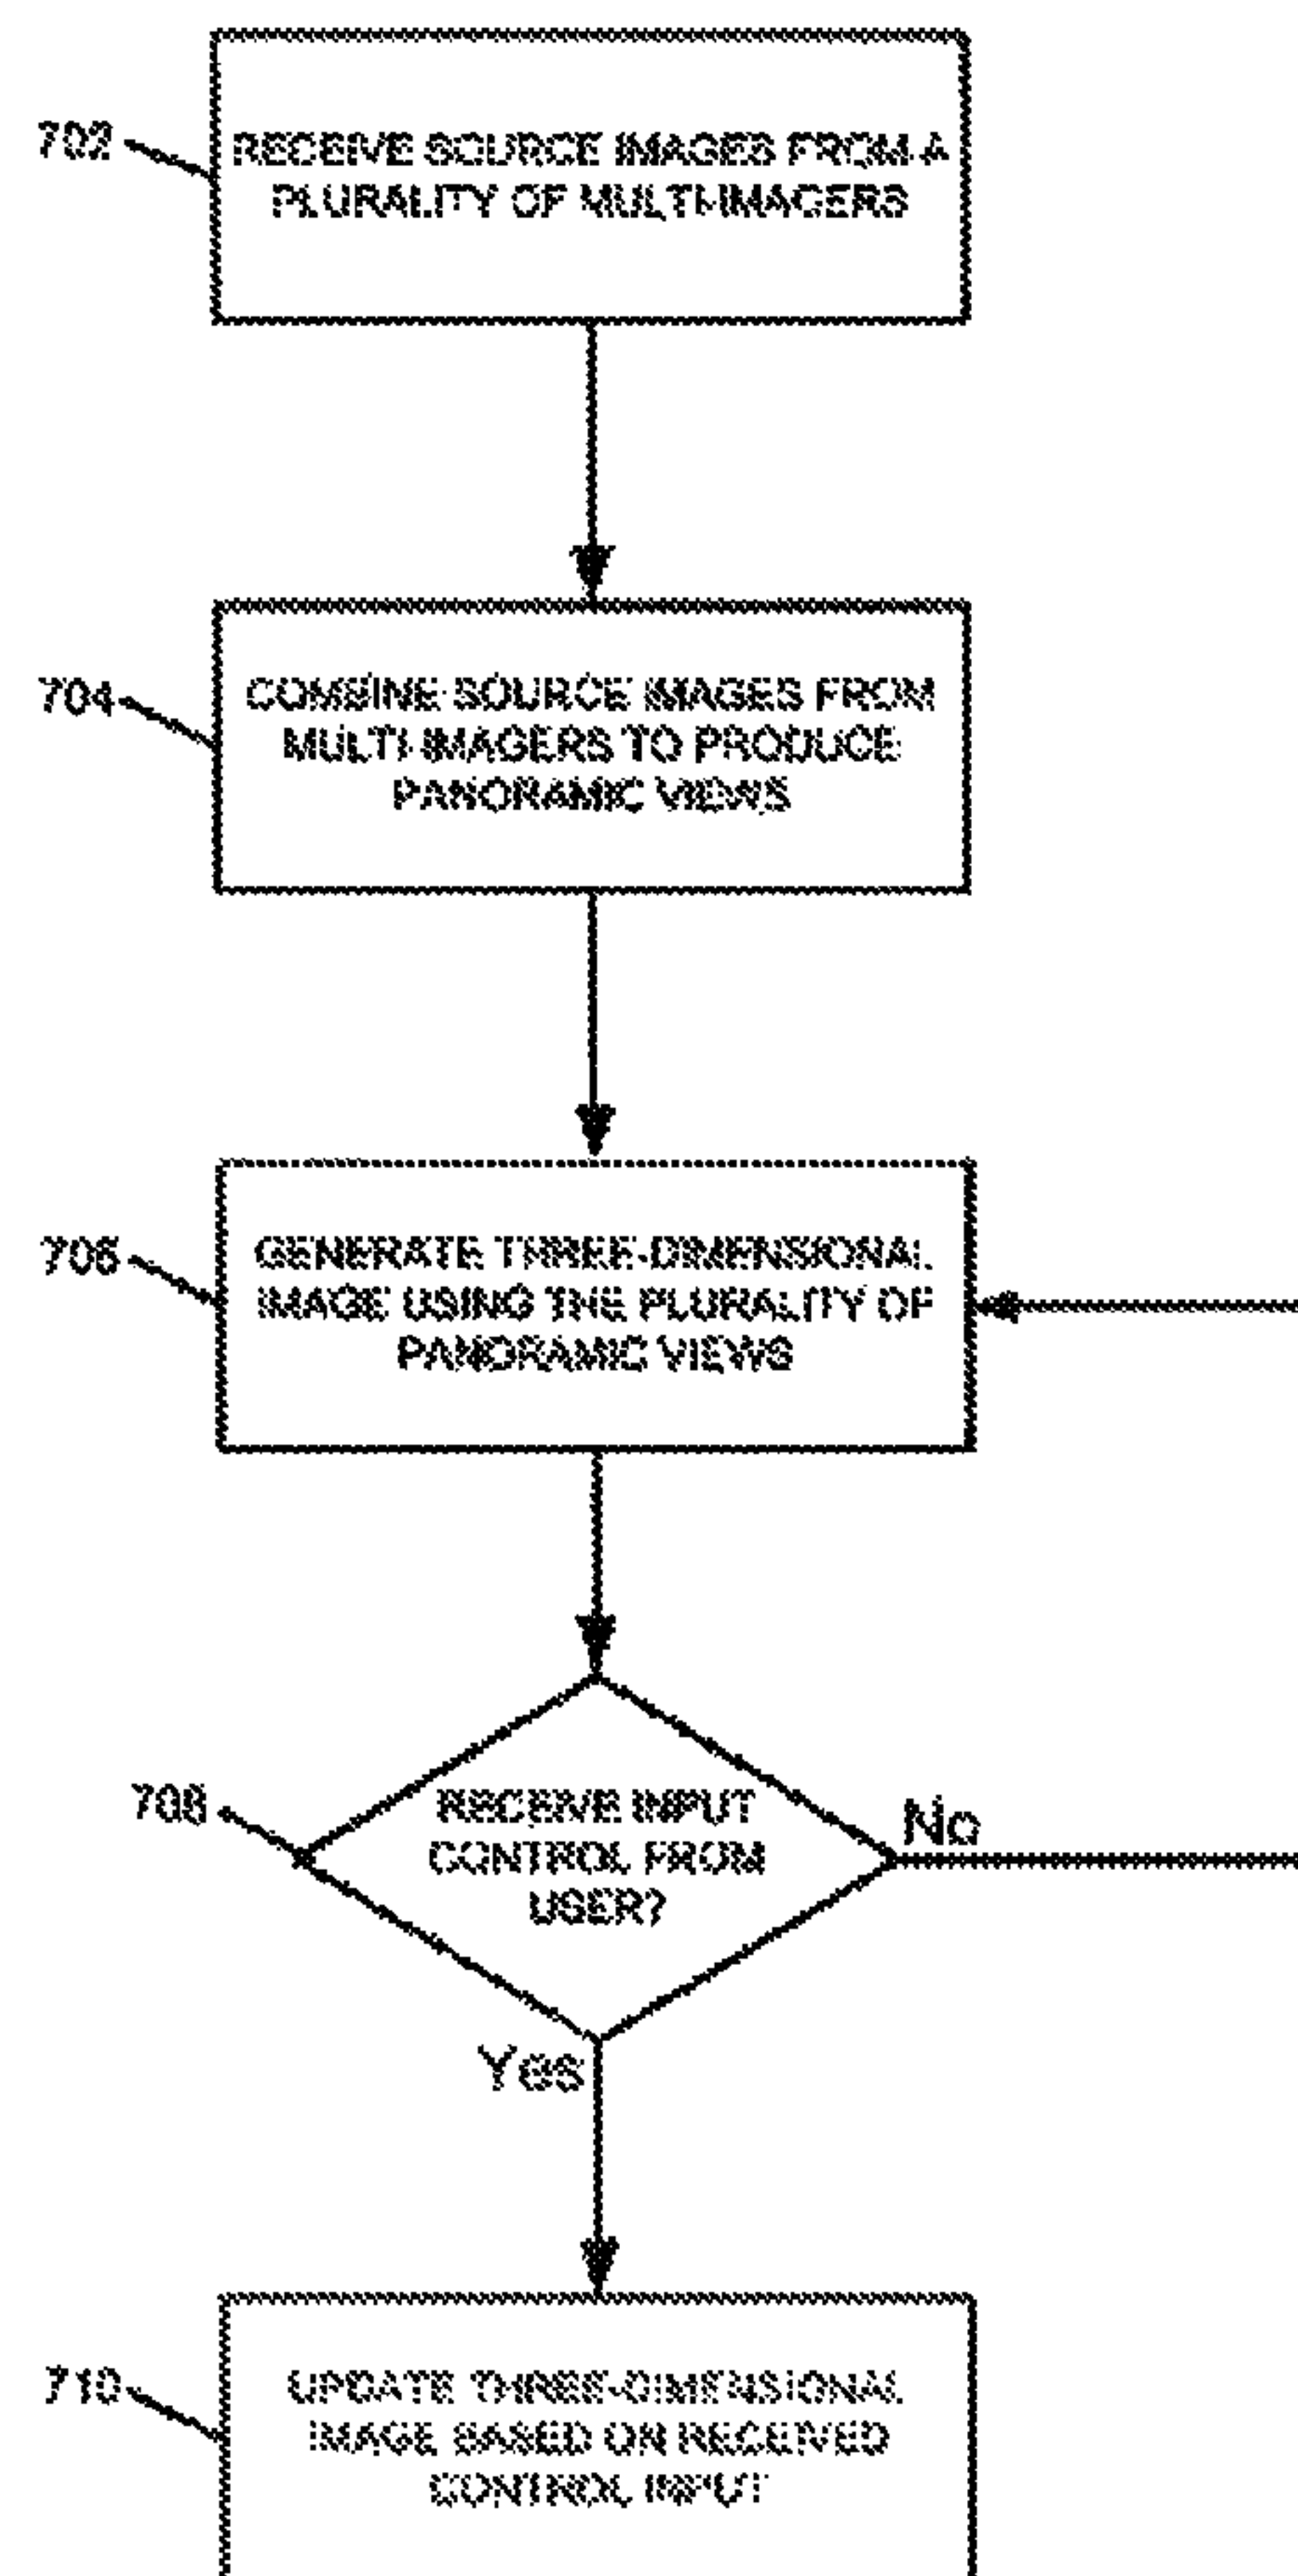 702
RECEIVE SOURCE IMAGES FROM A
PLURALITY OF MULTI-IMAGERS
704
COMBINE SOURCE IMAGES FROM
MULTI-IMAGERS TO PRODUCE
PANORAMIC VIEWS
706
GENERATE THREE-DIMENSIONAL
IMAGE USING THE PLURALITY OF
PANORAMIC VIEWS
708
RECEIVE INPUT
CONTROL FROM
USER?
No
Yes
710
UPDATE THREE-DIMENSIONAL
IMAGE BASED ON RECEIVED
CONTROL INPUT